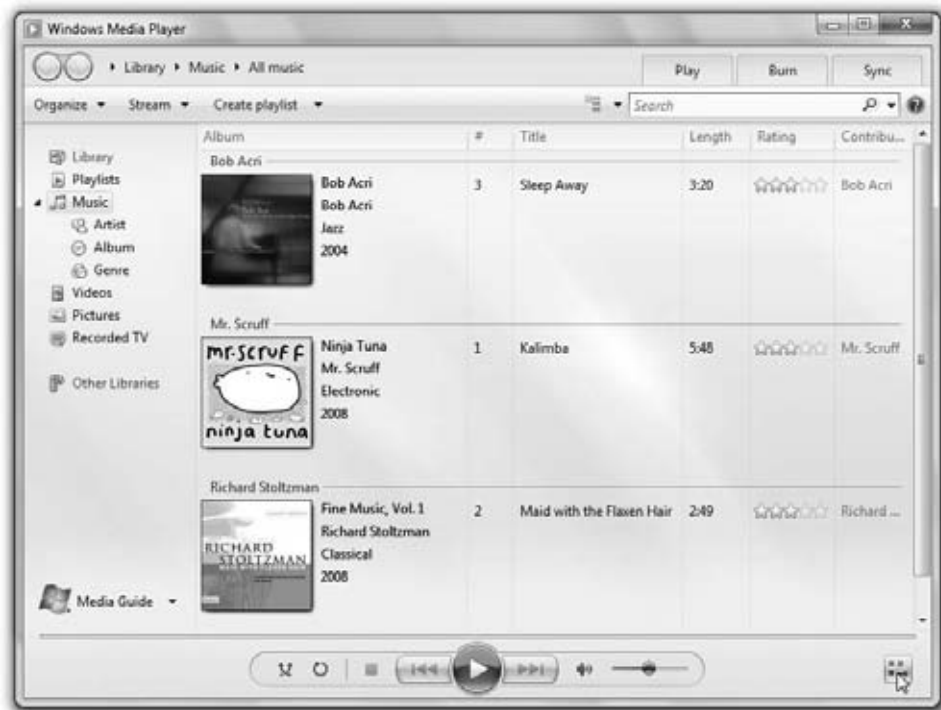 Windows Media Player
Library Music All music
Play Burn Sync
Organize Stream Create playlist Search
Album # Title Length Rating Contribu...
Library
Playlists
Music
Artist
Album
Genre
Videos
Pictures
Recorded TV
Other Libraries
Media Guide
Bob Acri
Bob Acri 3 Sleep Away 3:20 Bob Acri
Bob Acri
Jazz
2004
Mr. Scruff
mr.scruff
ninja tuna
Ninja Tuna 1 Kalimba 5:48 Mr. Scruff
Mr. Scruff
Electronic
2008
Richard Stoltzman
RICHARD
STOLTZMAN
MAID WITH FLAXEN HAIR
Fine Music, Vol. 1 2 Maid with the Flaxen Hair 2:49 Richard ...
Richard Stoltzman
Classical
2008